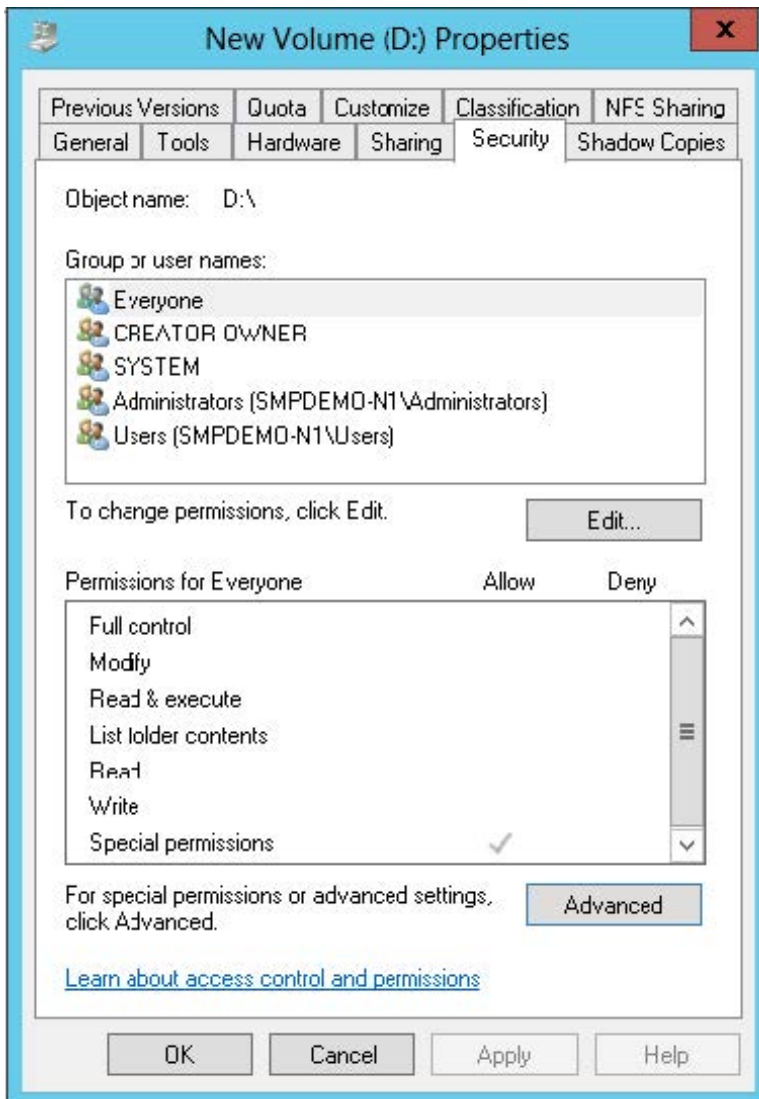 New Volume (D:) Properties
x
Previous Versions Quota Customize Classification NFS Sharing
General Tools Hardware Sharing Security Shadow Copies
Object name: D:\
Group or user names:
Everyone
CREATOR OWNER
SYSTEM
Administrators (SMPDEMO-N1\Administrators)
Users (SMPDEMO-N1\Users)
To change permissions, click Edit.
Edit...
Permissions for Everyone Allow Deny
Full control
Modify
Read & execute
List folder contents
Read
Write
Special permissions
For special permissions or advanced settings,
click Advanced.
Advanced
Learn about access control and permissions
OK Cancel Apply Help